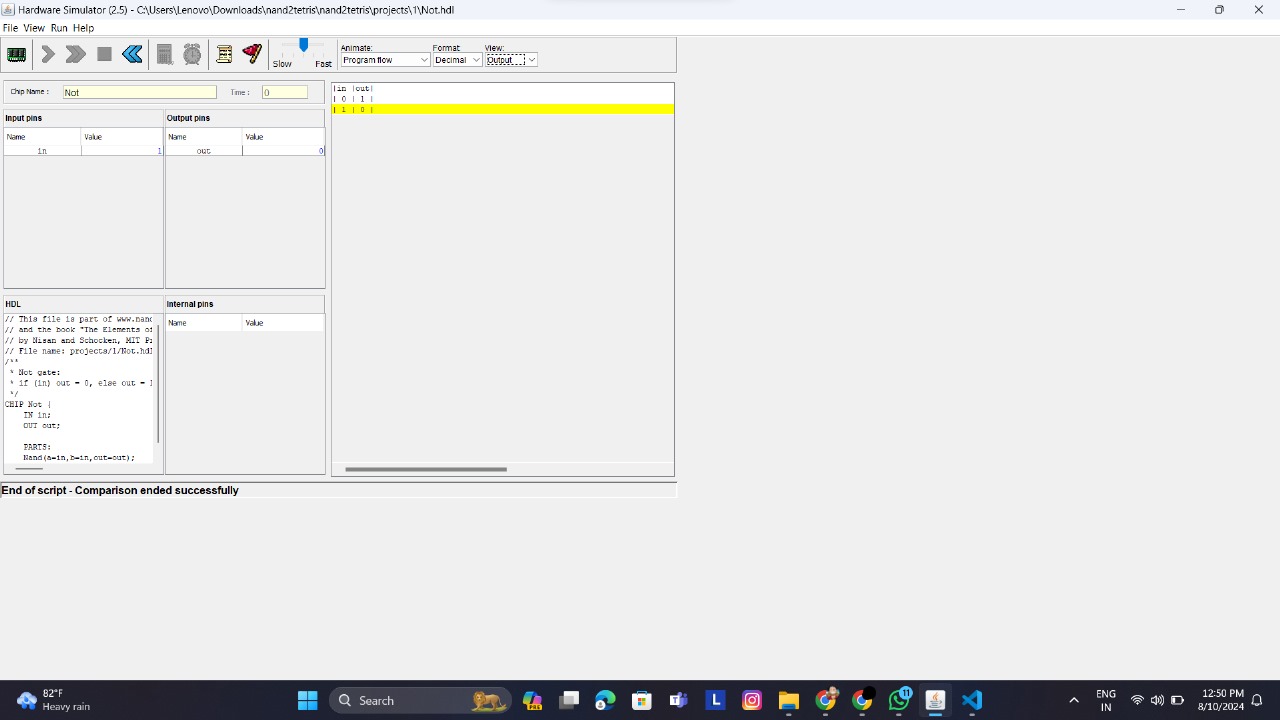 Hardware Simulator (2.5) - C:\Users\Lenovo\Downloads\nand2tetris\nand2tetris\projects\1\Not.hdl
File View Run Help
Slow Fast
Animate: Format: View:
Program flow Decimal Output
Chip Name : Not Time : 0
Input pins Output pins
Name Value Name Value
in 1 out 0
|in |out|
| 0 | 1 |
| 1 | 0 |
HDL Internal pins
Name Value
// This file is part of www.nand
// and the book "The Elements of
// by Nisan and Schocken, MIT Pr
// File name: projects/1/Not.hdl
/**
* Not gate:
* if (in) out = 0, else out = 1
*/
CHIP Not {
IN in;
OUT out;
PARTS:
Nand(a=in,b=in,out=out);
End of script - Comparison ended successfully
82°F
Heavy rain
Search
PRE
L
11
ENG
IN
12:50 PM
8/10/2024